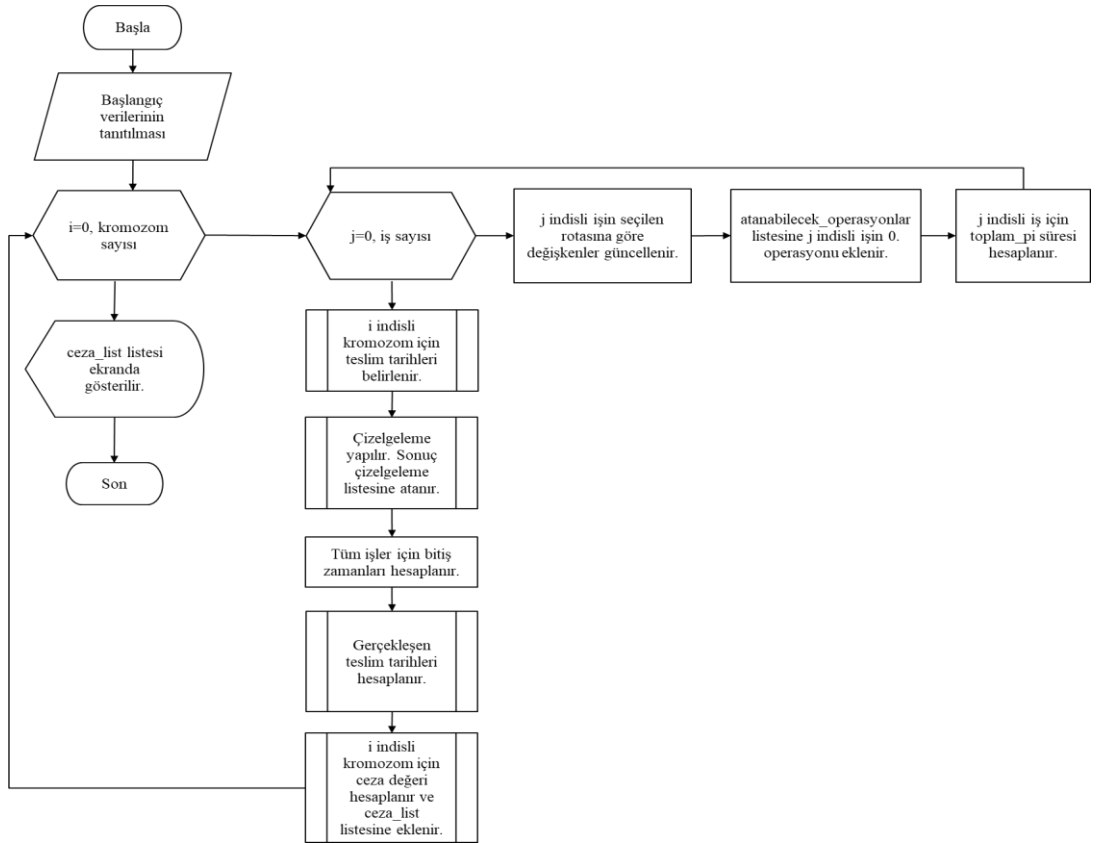 Başla
Başlangıç
verilerinin
tanıtılması
i=0, kromozom
sayısı
ceza_list listesi
ekranda
gösterilir.
Son
j=0, iş sayısı
j indisli işin seçilen
rotasına göre
değişkenler güncellenir.
atanabilecek_operasyonlar
listesine j indisli işin 0.
operasyonu eklenir.
j indisli iş için
toplam_pi süresi
hesaplanır.
i indisli
kromozom için
teslim tarihleri
belirlenir.
Çizelgeleme
yapılır. Sonuç
çizelgeleme
listesine atanır.
Tüm işler için bitiş
zamanları hesaplanır.
Gerçekleşen
teslim tarihleri
hesaplanır.
i indisli
kromozom için
ceza değeri
hesaplanır ve
ceza_list
listesine eklenir.